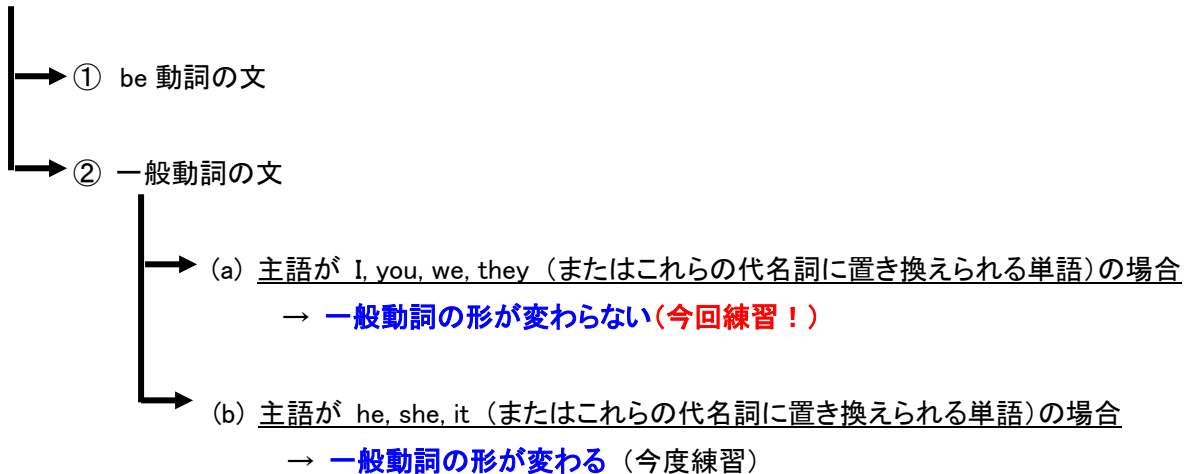 ① be 動詞の文
② 一般動詞の文
(a) 主語が I, you, we, they (またはこれらの代名詞に置き換えられる単語)の場合
→ 一般動詞の形が変わらない(今回練習!)
(b) 主語が he, she, it (またはこれらの代名詞に置き換えられる単語)の場合
→ 一般動詞の形が変わる (今度練習)